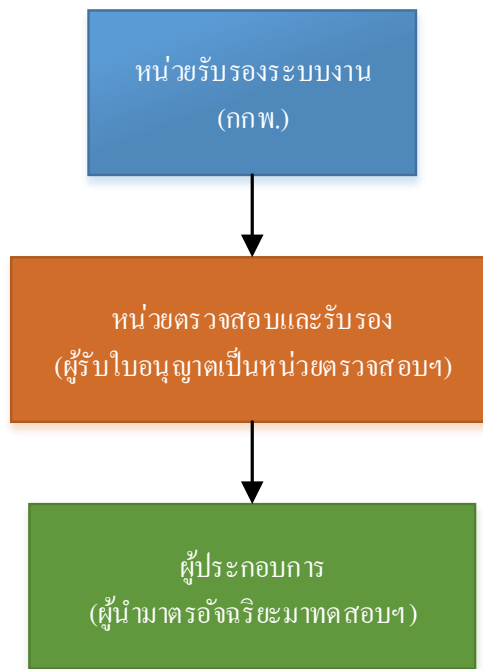 หน่วยรับรองระบบงาน
(กกพ.)
หน่วยตรวจสอบและรับรอง
(ผู้รับใบอนุญาตเป็นหน่วยตรวจสอบฯ)
ผู้ประกอบการ
(ผู้นำมาตรอัจฉริยะมาทดสอบฯ)